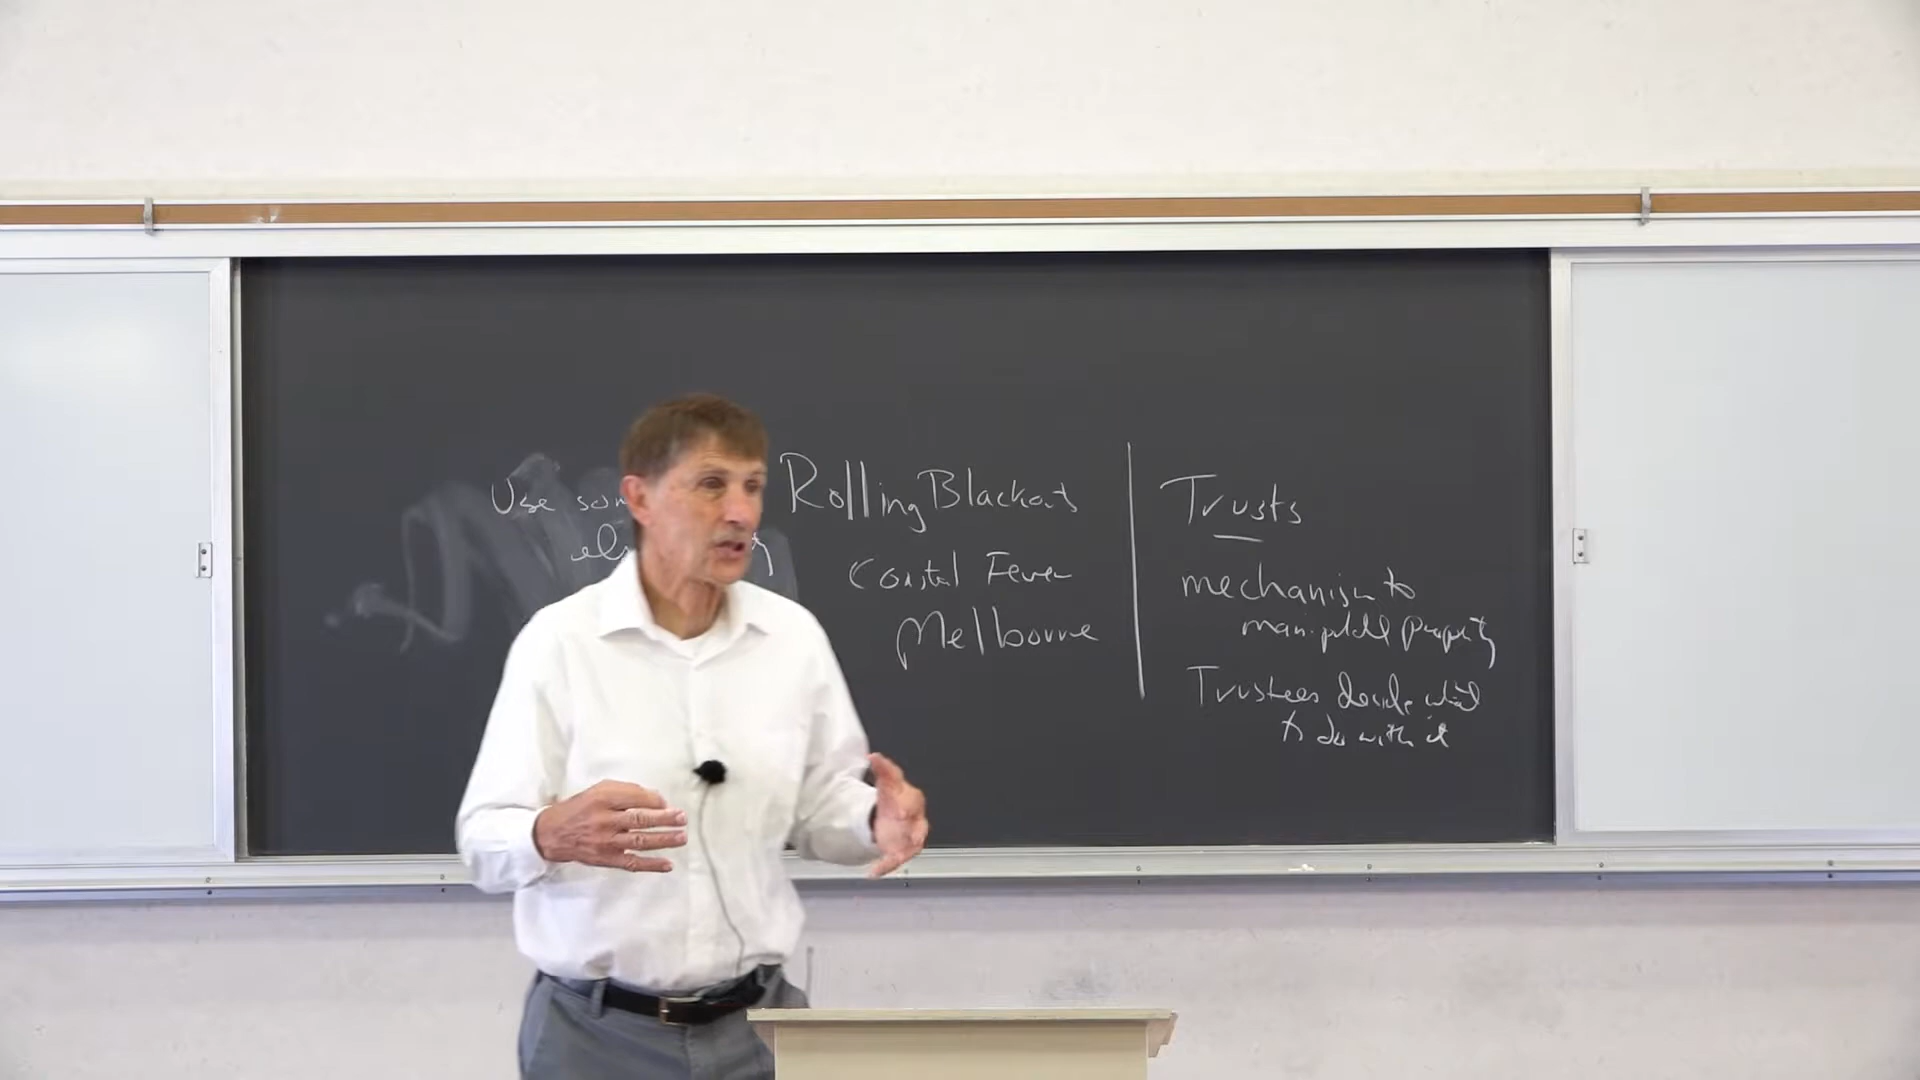 Use som
els
Rolling Blackouts
Coastal Fever
Melbourne
Trusts
mechanism to
manipulate property
Trustees decide what
to do with it